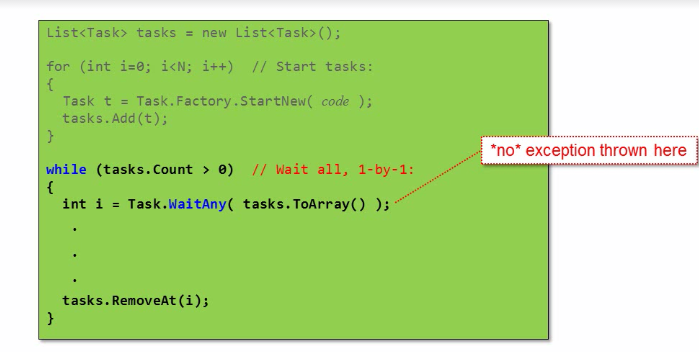 List<Task> tasks = new List<Task>();
for (int i=0; i<N; i++)  // Start tasks:
{
  Task t = Task.Factory.StartNew( code );
  tasks.Add(t);
}
*no* exception thrown here
while (tasks.Count > 0)  // Wait all, 1-by-1:
{
  int i = Task.WaitAny( tasks.ToArray() );
  .
  .
  .
  tasks.RemoveAt(i);
}